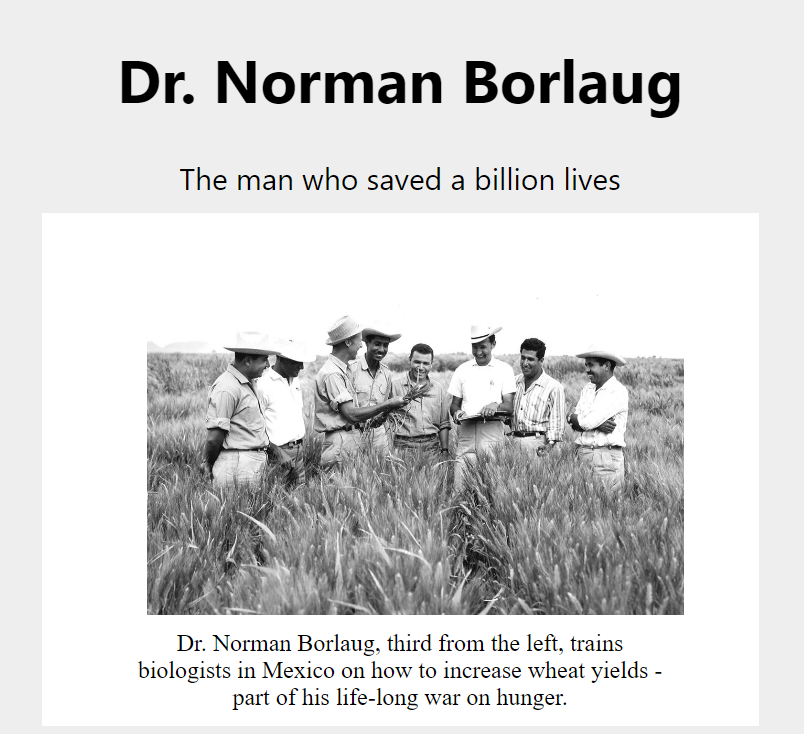 Dr. Norman Borlaug
The man who saved a billion lives
Dr. Norman Borlaug, third from the left, trains
biologists in Mexico on how to increase wheat yields -
part of his life-long war on hunger.